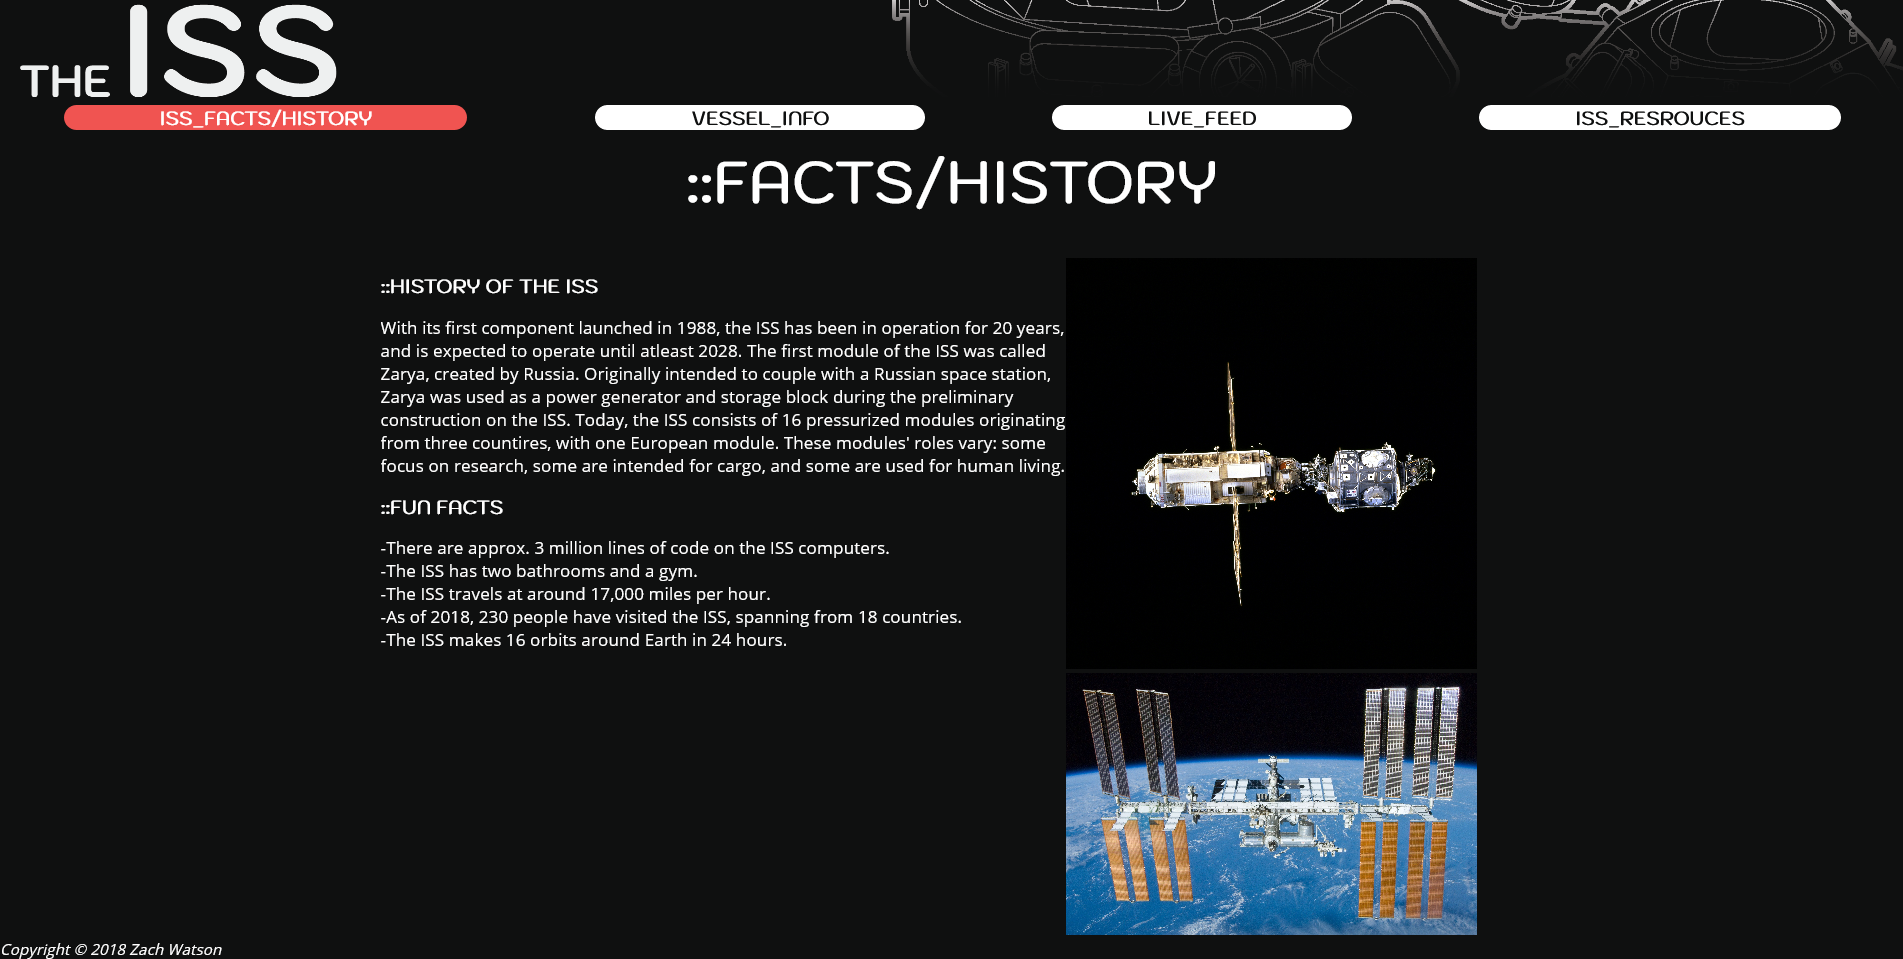 THE ISS
ISS_FACTS/HISTORY
VESSEL_INFO
LIVE_FEED
ISS_RESROUCES
::FACTS/HISTORY
::HISTORY OF THE ISS
With its first component launched in 1988, the ISS has been in operation for 20 years,
and is expected to operate until atleast 2028. The first module of the ISS was called
Zarya, created by Russia. Originally intended to couple with a Russian space station,
Zarya was used as a power generator and storage block during the preliminary
construction on the ISS. Today, the ISS consists of 16 pressurized modules originating
from three countires, with one European module. These modules' roles vary: some
focus on research, some are intended for cargo, and some are used for human living.
::FUN FACTS
-There are approx. 3 million lines of code on the ISS computers.
-The ISS has two bathrooms and a gym.
-The ISS travels at around 17,000 miles per hour.
-As of 2018, 230 people have visited the ISS, spanning from 18 countries.
-The ISS makes 16 orbits around Earth in 24 hours.
Copyright © 2018 Zach Watson